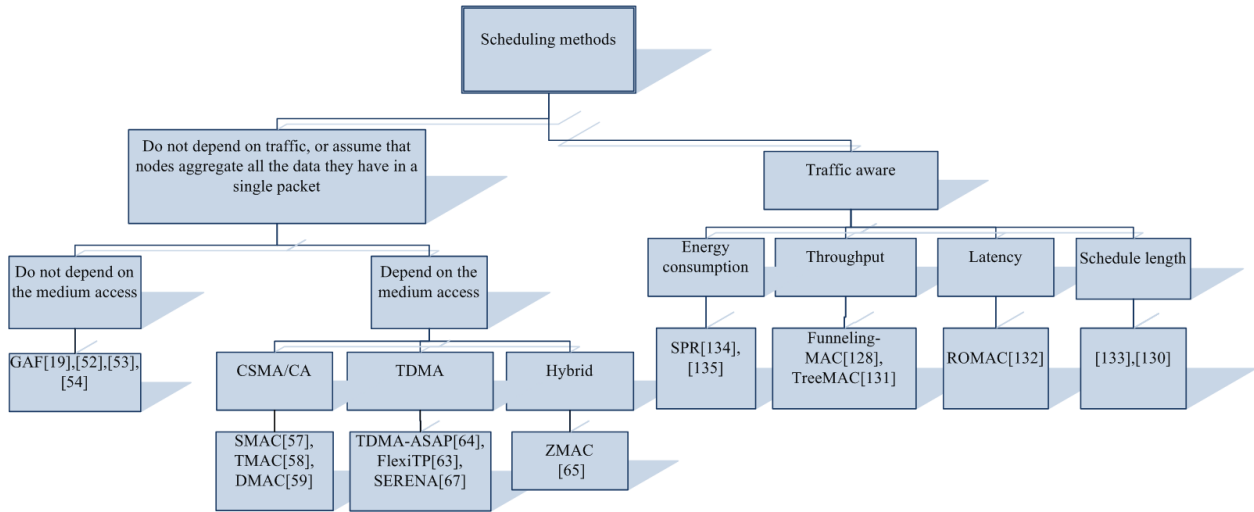 Scheduling methods
Do not depend on traffic, or assume that
nodes aggregate all the data they have in a
single packet
Traffic aware
Do not depend on
the medium access
Depend on the
medium access
Energy
consumption
Throughput
Latency
Schedule length
GAF[19],[52],[53],
[54]
CSMA/CA
TDMA
Hybrid
SPR[134],
[135]
Funneling-
MAC[128],
TreeMAC[131]
ROMAC[132]
[133],[130]
SMAC[57],
TMAC[58],
DMAC[59]
TDMA-ASAP[64],
FlexiTP[63],
SERENA[67]
ZMAC
[65]